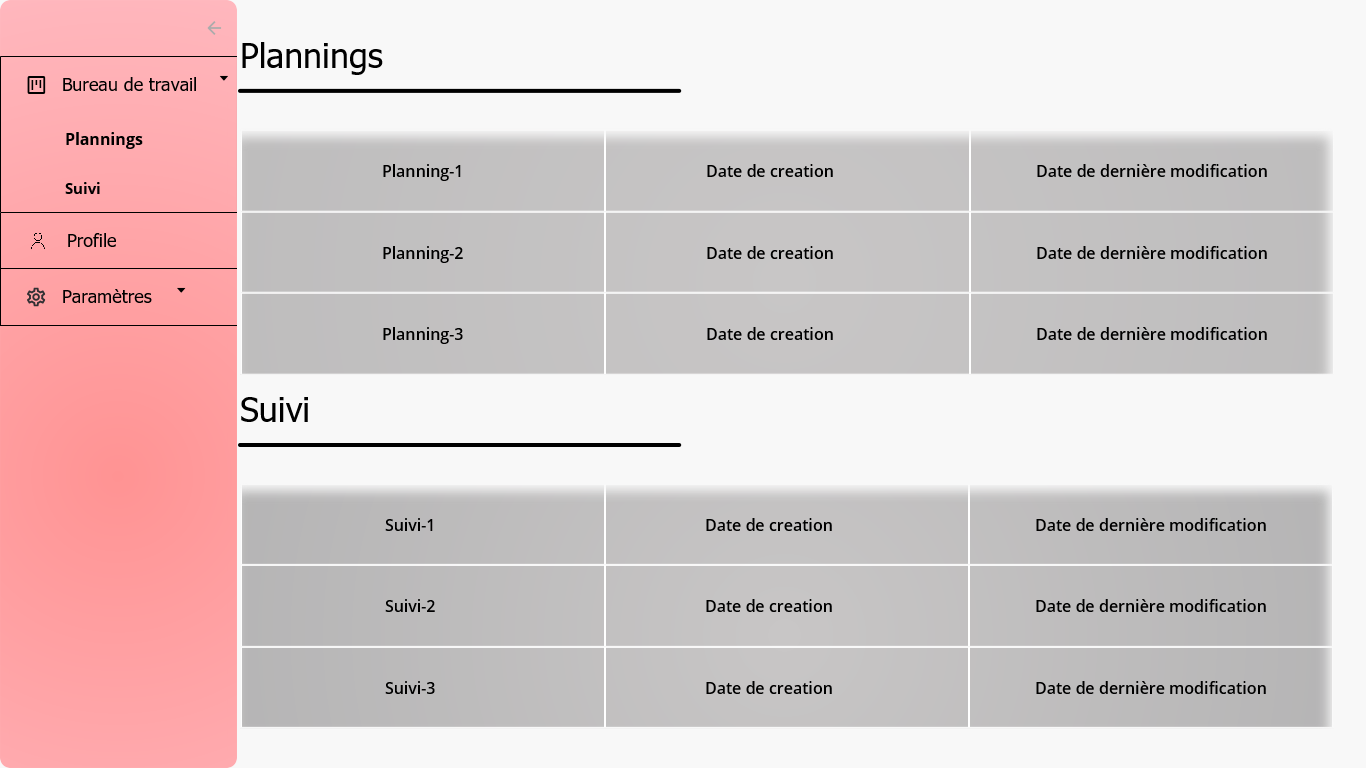 Bureau de travail
Plannings
Suivi
Profile
Paramètres
Plannings
Planning-1 Date de creation Date de dernière modification
Planning-2 Date de creation Date de dernière modification
Planning-3 Date de creation Date de dernière modification
Suivi
Suivi-1 Date de creation Date de dernière modification
Suivi-2 Date de creation Date de dernière modification
Suivi-3 Date de creation Date de dernière modification